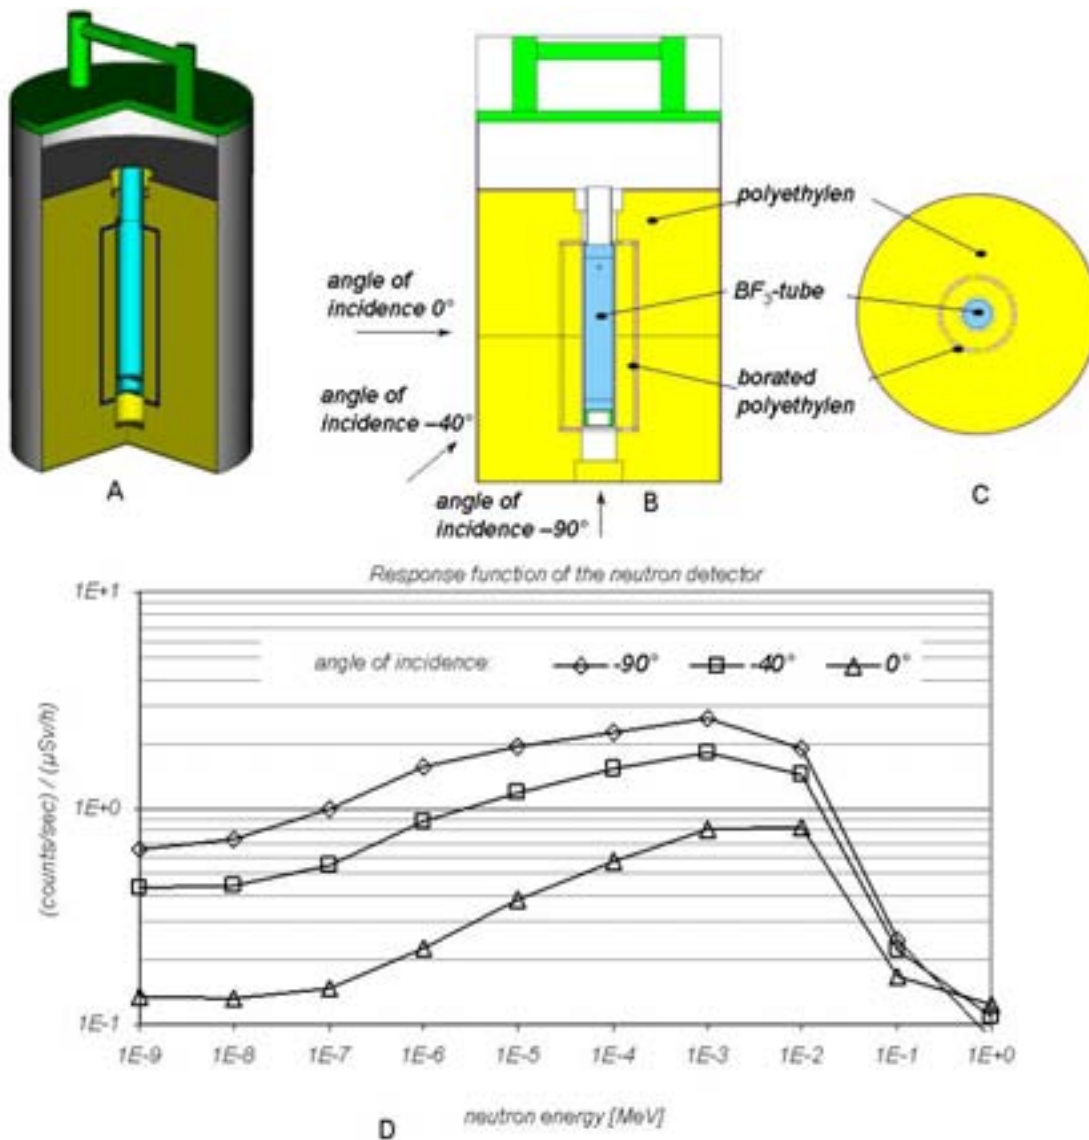 polyethylen
angle of
incidence 0°
BF3-tube
borated
polyethylen
angle of
incidence –40°
angle of
incidence –90°
A
B
C
Response function of the neutron detector
angle of incidence: -90° -40° 0°
(counts/sec) / (µSv/h)
1E+1
1E+0
1E-1
1E-9 1E-8 1E-7 1E-6 1E-5 1E-4 1E-3 1E-2 1E-1 1E+0
neutron energy [MeV]
D